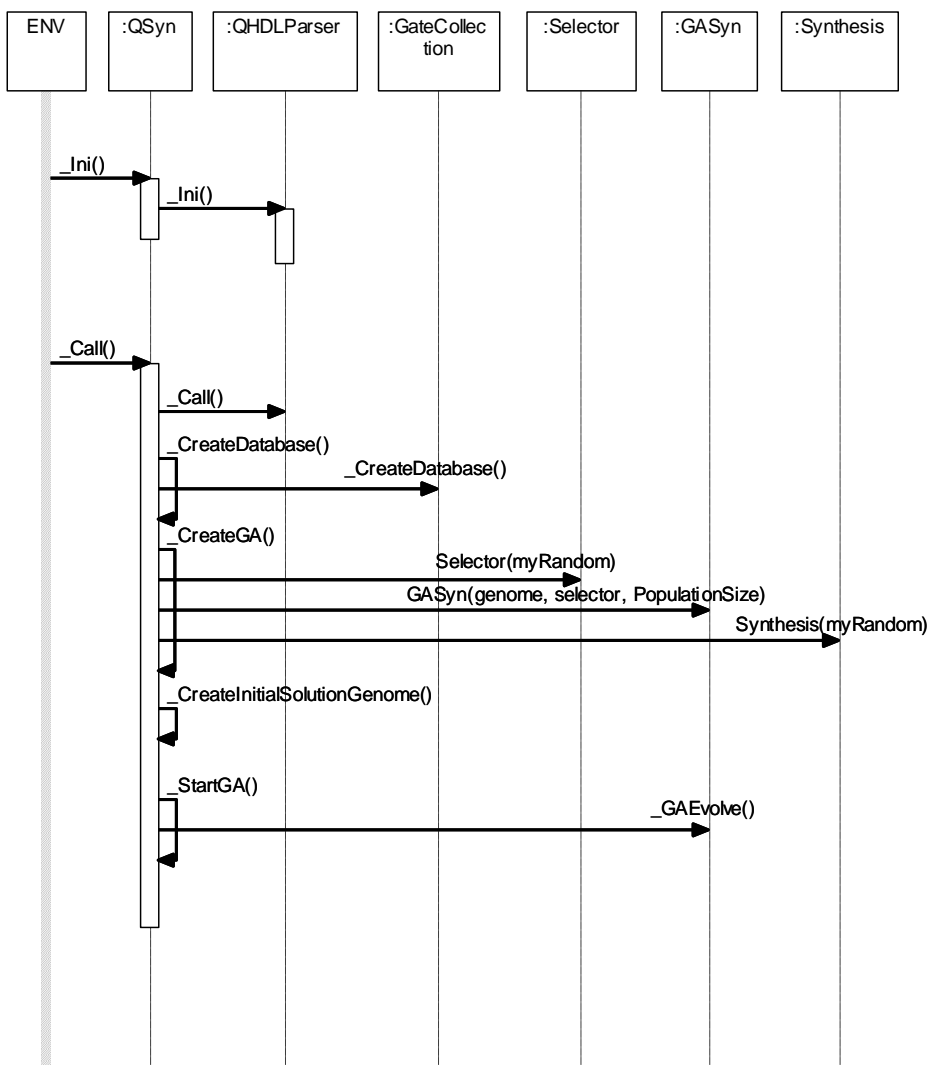 ENV
:QSyn
:QHDLParser
:GateCollec
tion
:Selector
:GASyn
:Synthesis
_Ini()
_Ini()
_Call()
_Call()
_CreateDatabase()
_CreateDatabase()
_CreateGA()
Selector(myRandom)
GASyn(genome, selector, PopulationSize)
Synthesis(myRandom)
_CreateInitialSolutionGenome()
_StartGA()
_GAEvolve()